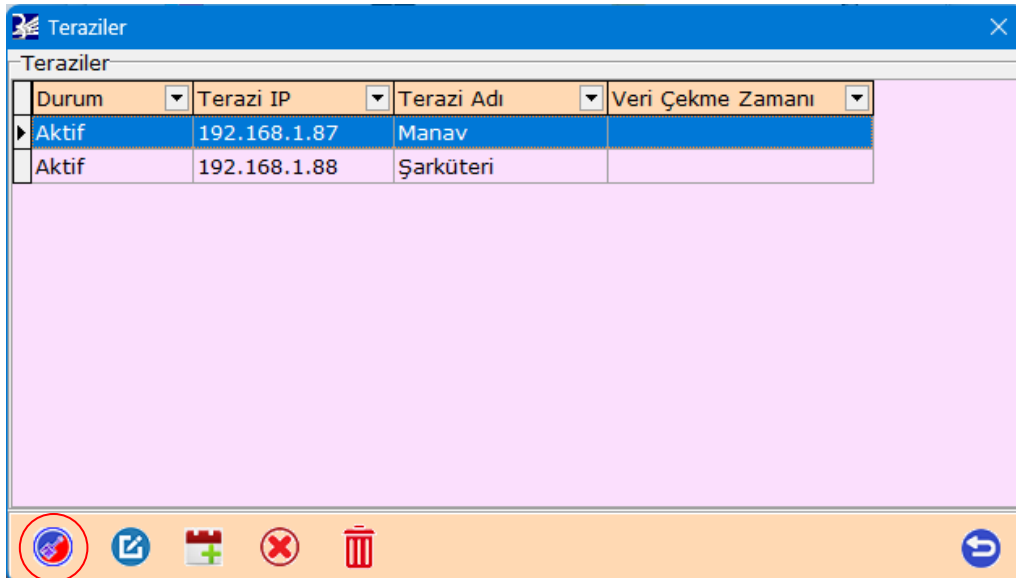 Teraziler
Teraziler
Durum Terazi IP Terazi Adı Veri Çekme Zamanı
Aktif 192.168.1.87 Manav
Aktif 192.168.1.88 Şarküteri